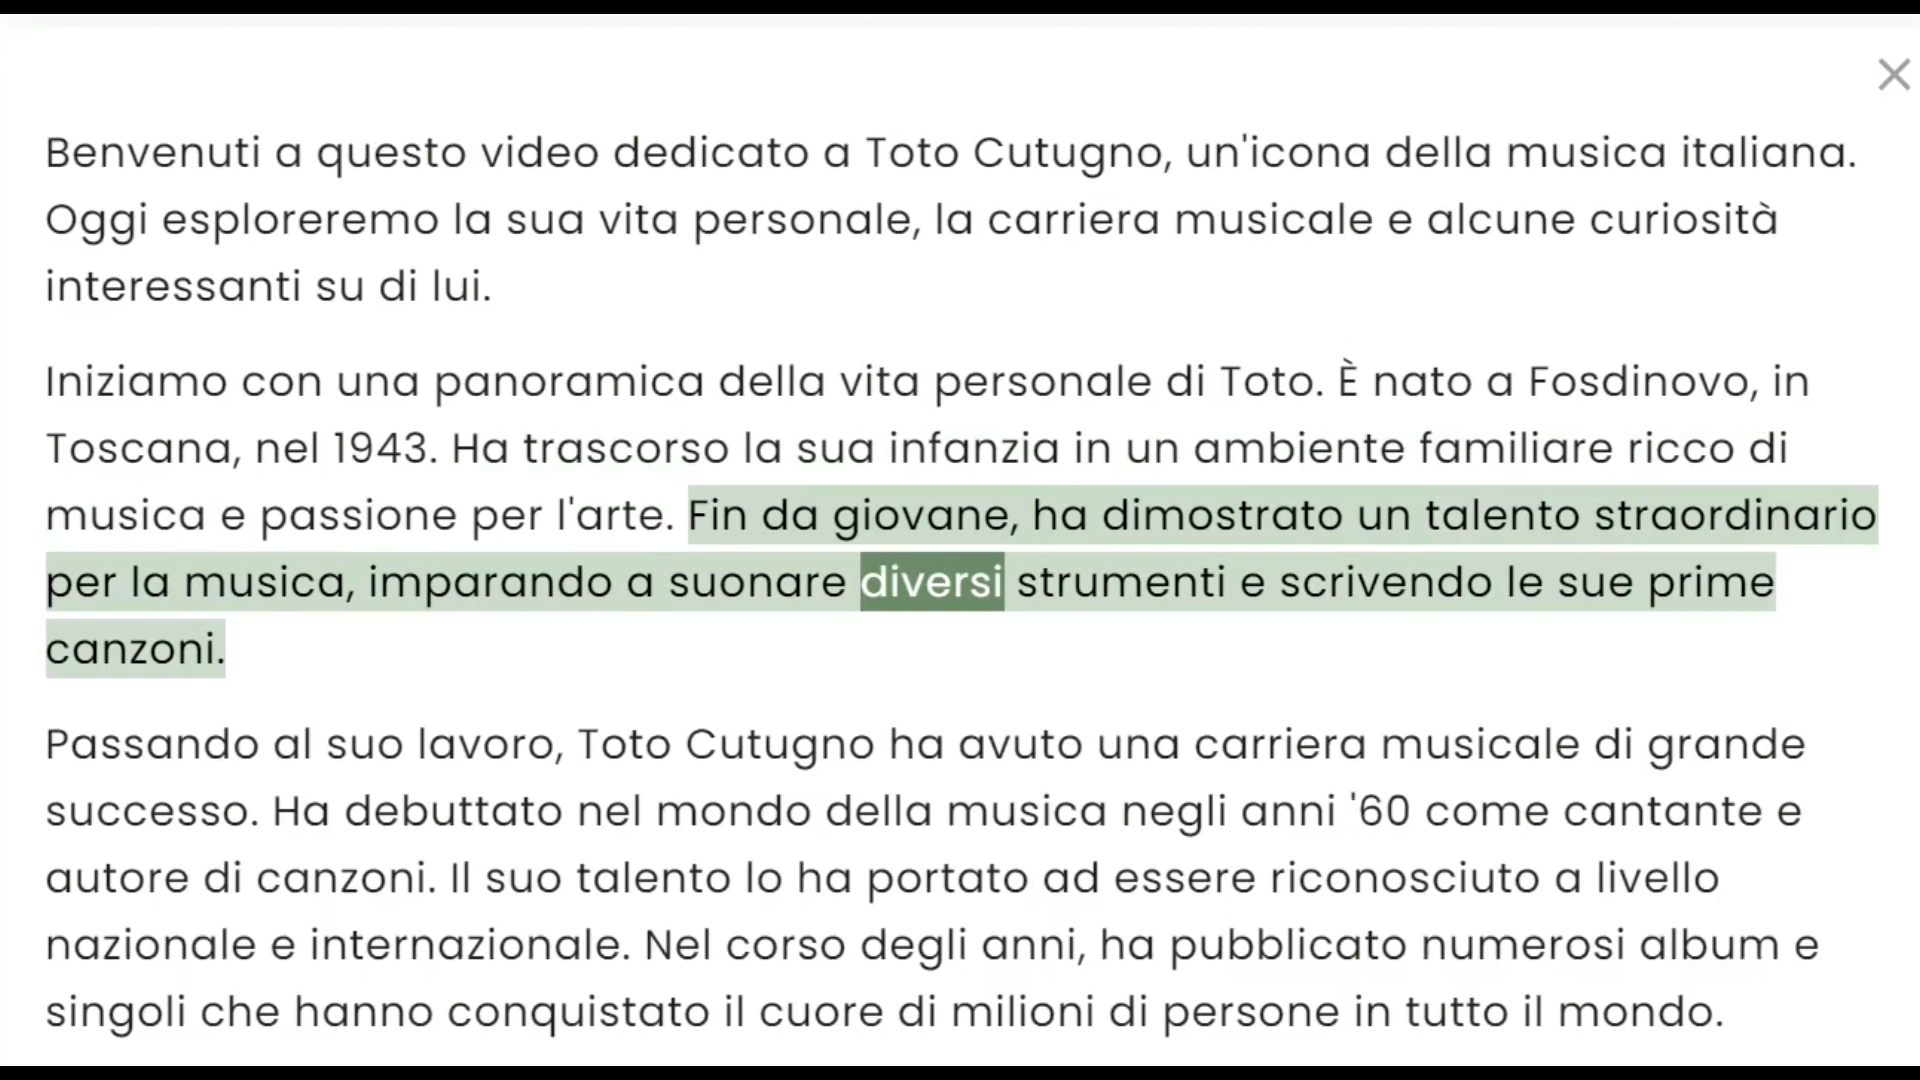 Benvenuti a questo video dedicato a Toto Cutugno, un'icona della musica italiana.
Oggi esploreremo la sua vita personale, la carriera musicale e alcune curiosità
interessanti su di lui.
Iniziamo con una panoramica della vita personale di Toto. È nato a Fosdinovo, in
Toscana, nel 1943. Ha trascorso la sua infanzia in un ambiente familiare ricco di
musica e passione per l'arte. Fin da giovane, ha dimostrato un talento straordinario
per la musica, imparando a suonare diversi strumenti e scrivendo le sue prime
canzoni.
Passando al suo lavoro, Toto Cutugno ha avuto una carriera musicale di grande
successo. Ha debuttato nel mondo della musica negli anni '60 come cantante e
autore di canzoni. Il suo talento lo ha portato ad essere riconosciuto a livello
nazionale e internazionale. Nel corso degli anni, ha pubblicato numerosi album e
singoli che hanno conquistato il cuore di milioni di persone in tutto il mondo.